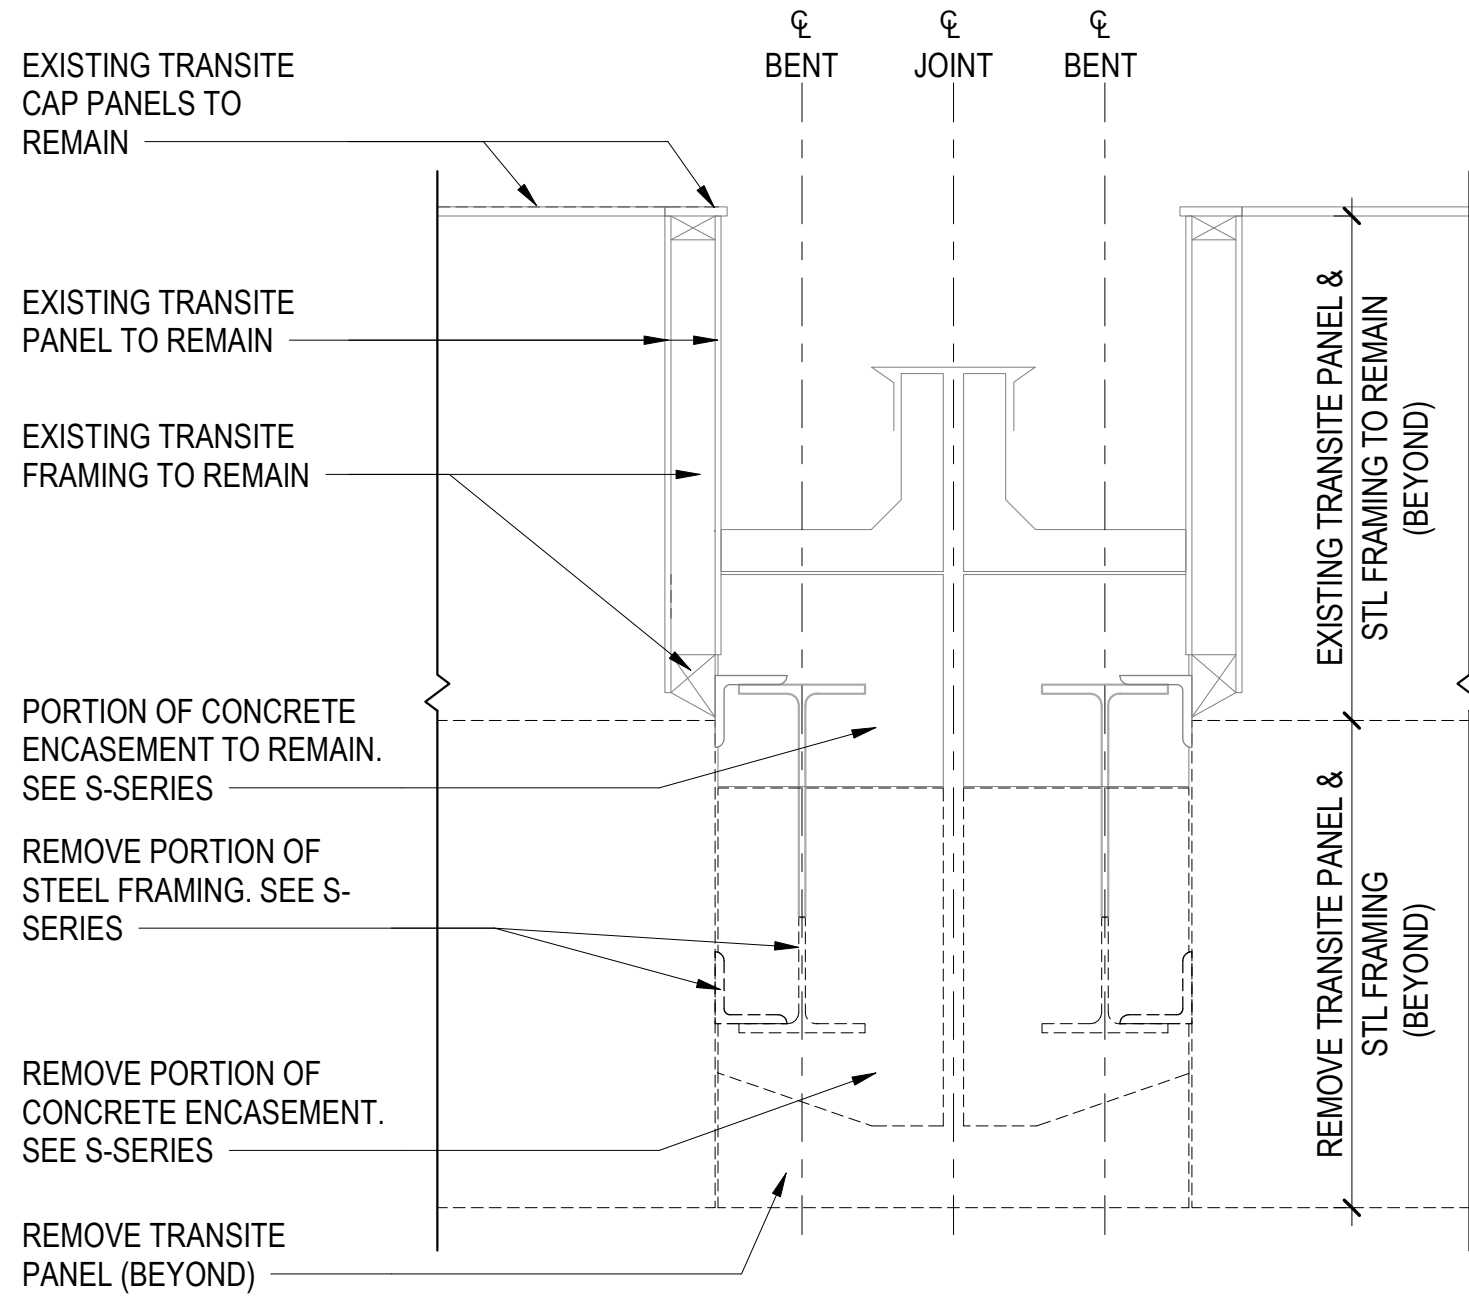 ℄
BENT
℄
JOINT
℄
BENT
EXISTING TRANSITE
CAP PANELS TO
REMAIN
EXISTING TRANSITE
PANEL TO REMAIN
EXISTING TRANSITE
FRAMING TO REMAIN
PORTION OF CONCRETE
ENCASEMENT TO REMAIN.
SEE S-SERIES
REMOVE PORTION OF
STEEL FRAMING. SEE S-
SERIES
REMOVE PORTION OF
CONCRETE ENCASEMENT.
SEE S-SERIES
REMOVE TRANSITE
PANEL (BEYOND)
EXISTING TRANSITE PANEL &
STL FRAMING TO REMAIN
(BEYOND)
REMOVE TRANSITE PANEL &
STL FRAMING
(BEYOND)